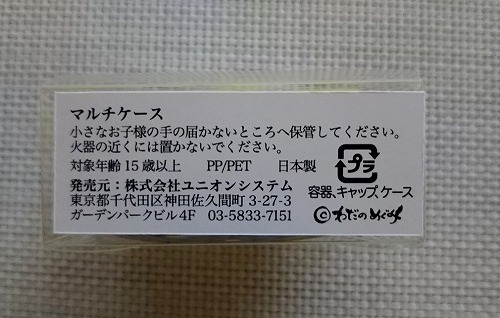 マルチケース
小さなお子様の手の届かないところへ保管してください。
火器の近くには置かないでください。
対象年齢15歳以上 PP/PET 日本製
発売元：株式会社ユニオンシステム
東京都千代田区神田佐久間町3-27-3
ガーデンパークビル4F 03-5833-7151
プラ
容器、キャップ、ケース
©わだのめぐみ